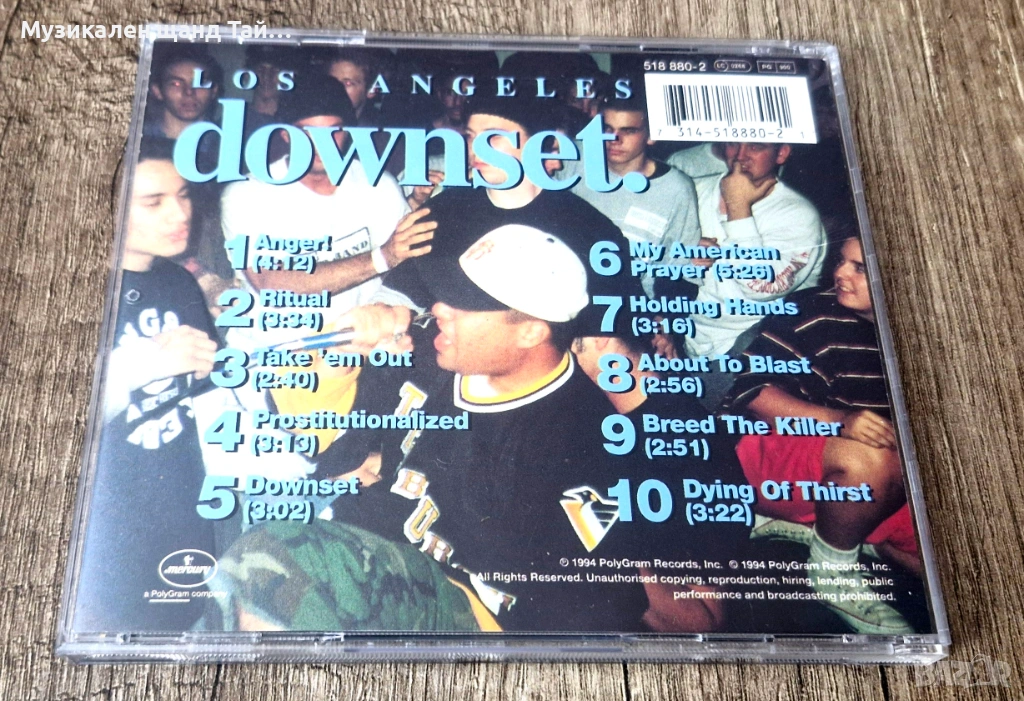 Музикален щанд Тай...
518 880-2
LOS ANGELES
downset.
7 314-518880-2 1
1 Anger!
(4:12)
2 Ritual
(3:34)
3 Take 'em Out
(2:40)
4 Prostitutionalized
(3:13)
5 Downset
(3:02)
6 My American
Prayer (5:26)
7 Holding Hands
(3:16)
8 About To Blast
(2:56)
9 Breed The Killer
(2:51)
10 Dying Of Thirst
(3:22)
mercury
a PolyGram company
℗ 1994 PolyGram Records, Inc. © 1994 PolyGram Records, Inc.
All Rights Reserved. Unauthorised copying, reproduction, hiring, lending, public
performance and broadcasting prohibited.